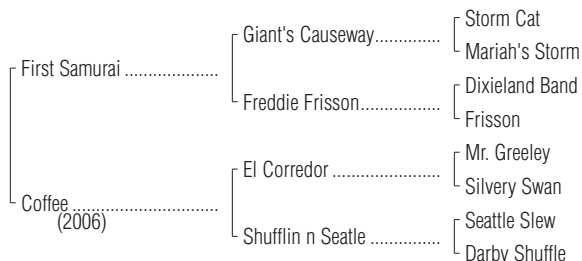 Storm Cat
Giant's Causeway..............
Mariah's Storm
First Samurai ....................
Dixieland Band
Freddie Frisson.................
Frisson
Mr. Greeley
El Corredor .......................
Silvery Swan
Coffee ...............................
(2006)
Seattle Slew
Shufflin n Seatle ...............
Darby Shuffle